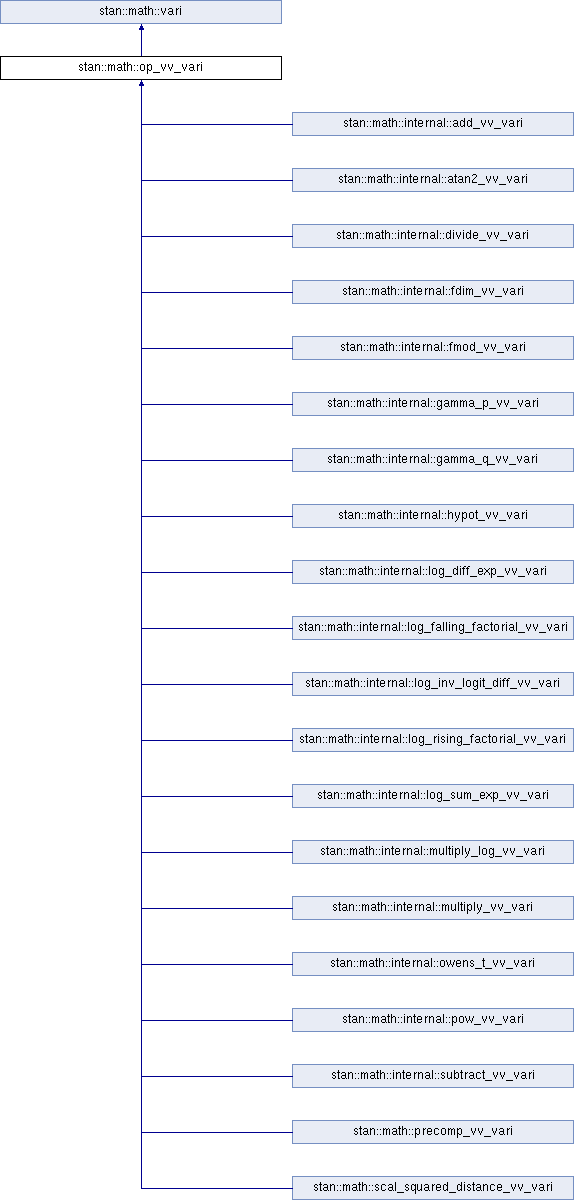 stan::math::vari
stan::math::op_vv_vari
stan::math::internal::add_vv_vari
stan::math::internal::atan2_vv_vari
stan::math::internal::divide_vv_vari
stan::math::internal::fdim_vv_vari
stan::math::internal::fmod_vv_vari
stan::math::internal::gamma_p_vv_vari
stan::math::internal::gamma_q_vv_vari
stan::math::internal::hypot_vv_vari
stan::math::internal::log_diff_exp_vv_vari
stan::math::internal::log_falling_factorial_vv_vari
stan::math::internal::log_inv_logit_diff_vv_vari
stan::math::internal::log_rising_factorial_vv_vari
stan::math::internal::log_sum_exp_vv_vari
stan::math::internal::multiply_log_vv_vari
stan::math::internal::multiply_vv_vari
stan::math::internal::owens_t_vv_vari
stan::math::internal::pow_vv_vari
stan::math::internal::subtract_vv_vari
stan::math::precomp_vv_vari
stan::math::scal_squared_distance_vv_vari